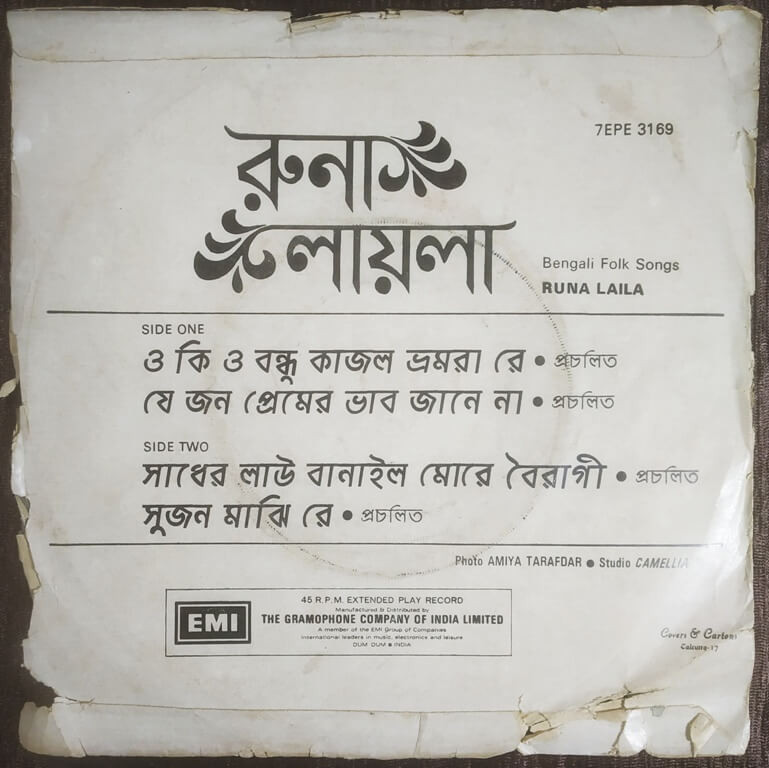 7EPE 3169
রুনা
লায়লা
Bengali Folk Songs
RUNA LAILA
SIDE ONE
ও কি ও বন্ধু কাজল ভ্রমরা রে • প্রচলিত
যে জন প্রেমের ভাব জানে না • প্রচলিত
SIDE TWO
সাধের লাউ বানাইল মোরে বৈরাগী • প্রচলিত
সুজন মাঝি রে • প্রচলিত
Photo AMIYA TARAFDAR • Studio CAMELLIA
EMI
45 R.P.M. EXTENDED PLAY RECORD
Manufactured & Distributed by
THE GRAMOPHONE COMPANY OF INDIA LIMITED
A member of the EMI Group of Companies
International leaders in music, electronics and leisure
DUM DUM ■ INDIA
Covers & Cartons
Calcutta-17